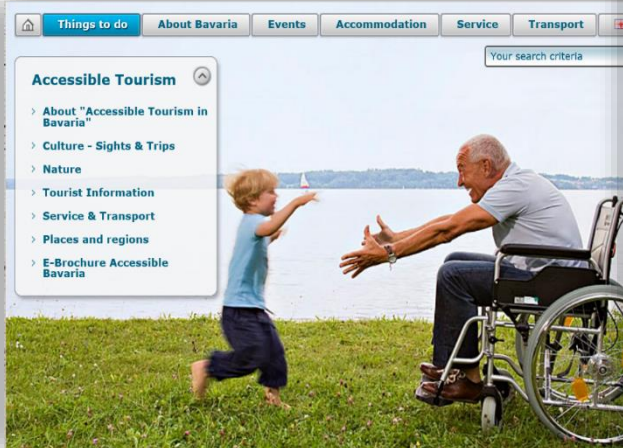 Things to do
About Bavaria
Events
Accommodation
Service
Transport
Your search criteria
Accessible Tourism
About "Accessible Tourism in
Bavaria"
Culture - Sights & Trips
Nature
Tourist Information
Service & Transport
Places and regions
E-Brochure Accessible
Bavaria